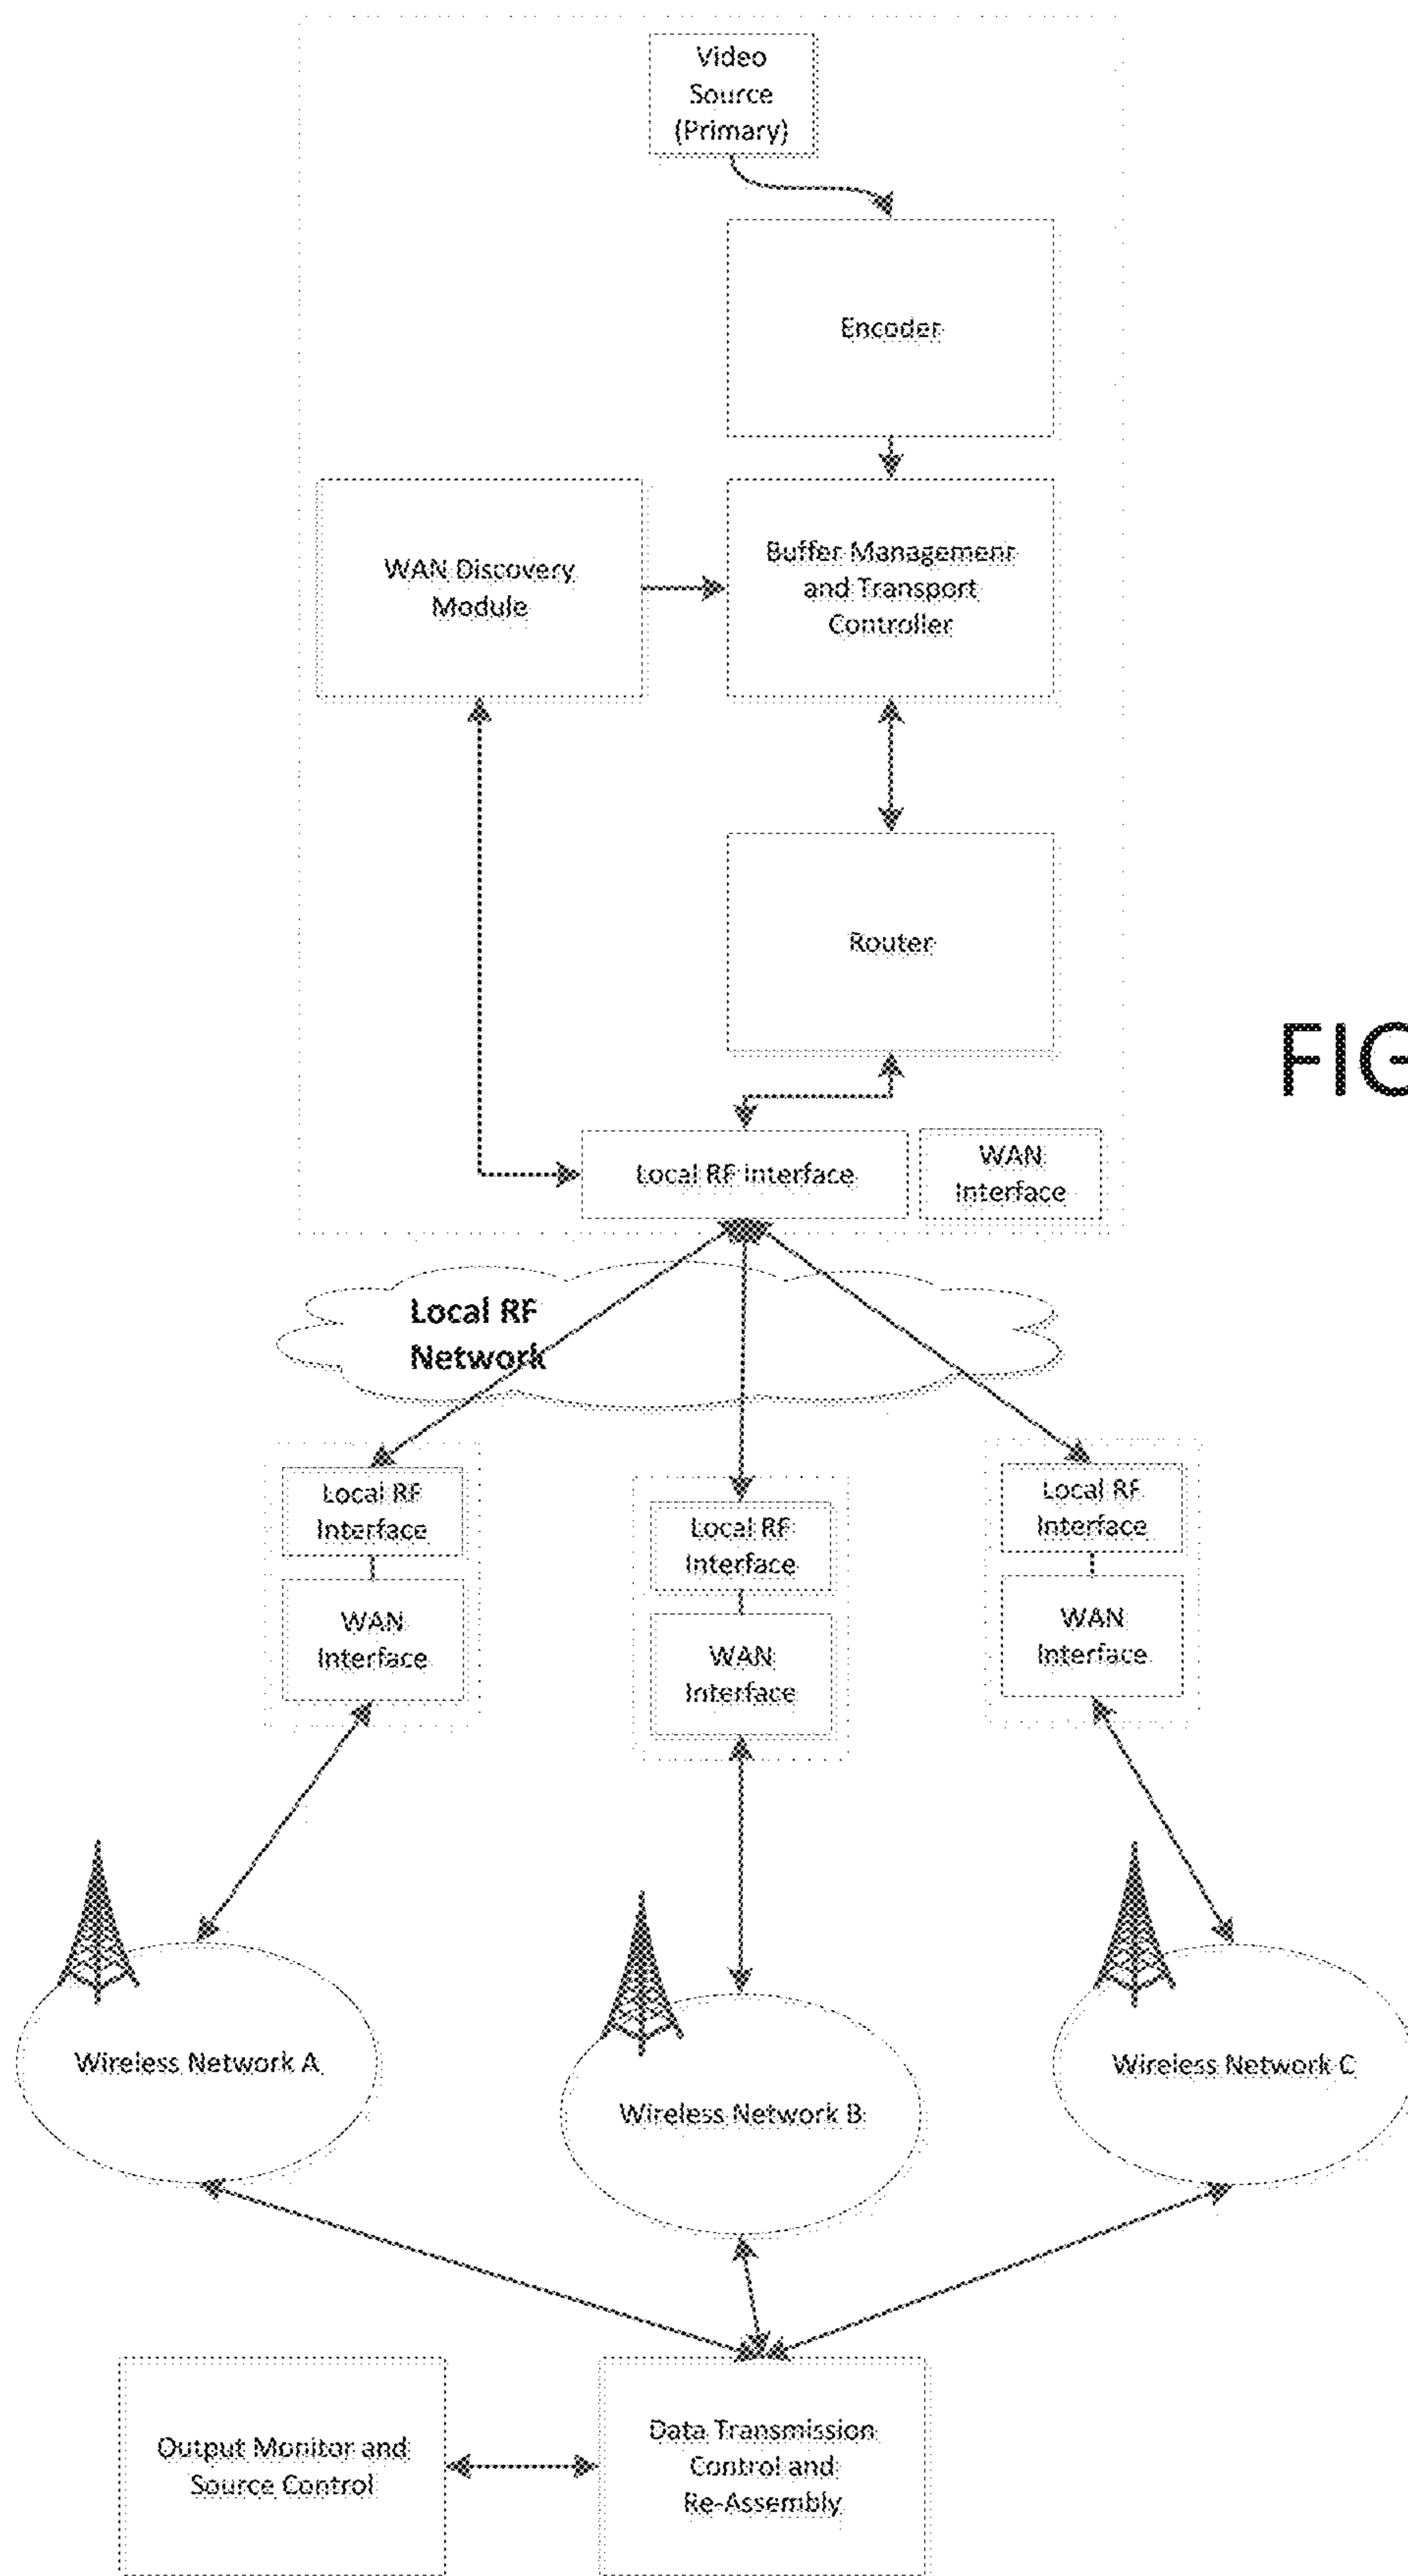 Video
Source
(Primary)
Encoder
WAN Discovery
Module
Buffer Management
and Transport
Controller
Router
FIG
Local RF Interface
WAN
Interface
Local RF
Network
Local RF
Interface
WAN
Interface
Local RF
Interface
WAN
Interface
Local RF
Interface
WAN
Interface
Wireless Network A
Wireless Network B
Wireless Network C
Output Monitor and
Source Control
Data Transmission
Control and
Re-Assembly